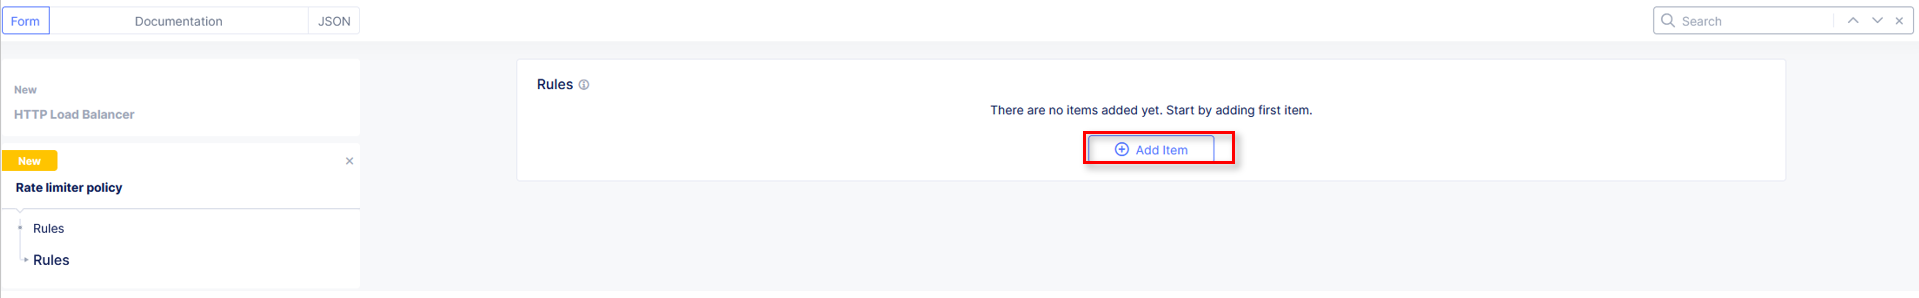 Form
Documentation
JSON
Search
New
HTTP Load Balancer
New
Rate limiter policy
Rules
Rules
Rules
There are no items added yet. Start by adding first item.
Add Item